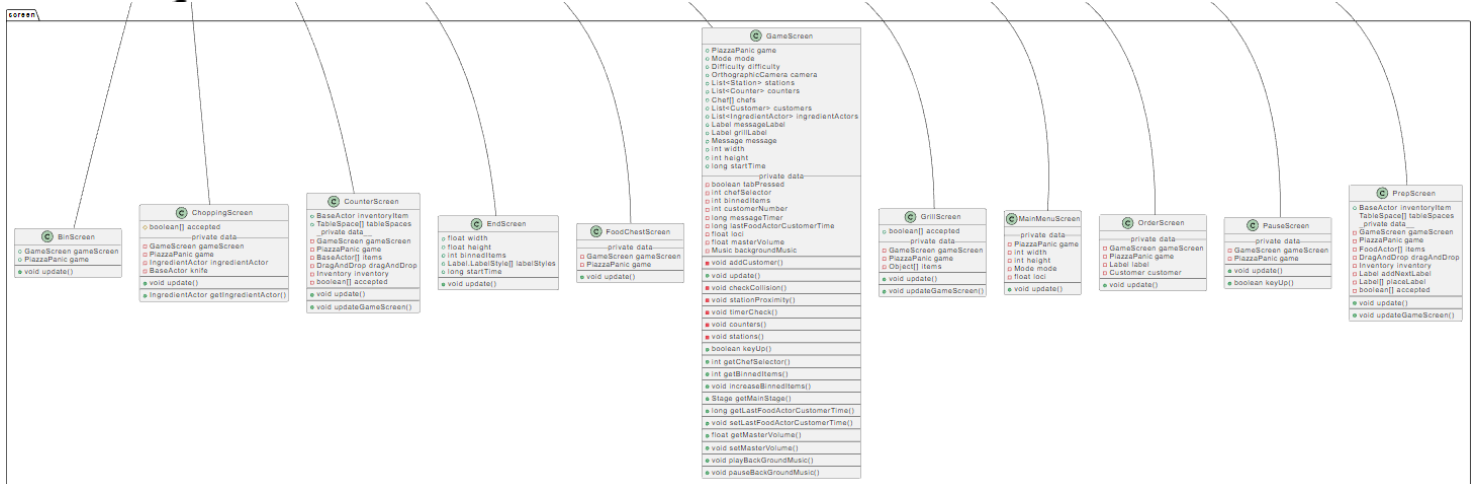 screen
BinScreen
GameScreen gameScreen
PiazzaPanic game
void update()
ChoppingScreen
boolean[] accepted
private data
GameScreen gameScreen
PiazzaPanic game
IngredientActor ingredientActor
BaseActor knife
void update()
IngredientActor getIngredientActor()
CounterScreen
BaseActor inventoryItem
TableSpace[] tableSpaces
_private data__
GameScreen gameScreen
PiazzaPanic game
BaseActor[] items
DragAndDrop dragAndDrop
Inventory inventory
boolean[] accepted
void update()
void updateGameScreen()
EndScreen
float width
float height
int binnedItems
Label.LabelStyle[] labelStyles
long startTime
void update()
FoodChestScreen
private data
GameScreen gameScreen
PiazzaPanic game
void update()
GameScreen
PiazzaPanic game
Mode mode
Difficulty difficulty
OrthographicCamera camera
List<Station> stations
List<Counter> counters
Chef[] chefs
List<Customer> customers
List<IngredientActor> ingredientActors
Label messageLabel
Label grillLabel
Message message
int width
int height
long startTime
private data
boolean tabPressed
int chefSelector
int binnedItems
int customerNumber
long messageTimer
long lastFoodActorCustomerTime
float loci
float masterVolume
Music backgroundMusic
void addCustomer()
void update()
void checkCollision()
void stationProximity()
void timerCheck()
void counters()
void stations()
boolean keyUp()
int getChefSelector()
int getBinnedItems()
void increaseBinnedItems()
Stage getMainStage()
long getLastFoodActorCustomerTime()
void setLastFoodActorCustomerTime()
float getMasterVolume()
void setMasterVolume()
void playBackGroundMusic()
void pauseBackGroundMusic()
GrillScreen
boolean[] accepted
private data
GameScreen gameScreen
PiazzaPanic game
Object[] items
void updateGameScreen()
MainMenuScreen
private data
PiazzaPanic game
int width
int height
Mode mode
float loci
void update()
OrderScreen
private data
GameScreen gameScreen
PiazzaPanic game
Label label
Customer customer
void update()
PauseScreen
private data
GameScreen gameScreen
PiazzaPanic game
void update()
boolean keyUp()
PrepScreen
BaseActor inventoryItem
TableSpace[] tableSpaces
_private data__
GameScreen gameScreen
PiazzaPanic game
FoodActor[] items
DragAndDrop dragAndDrop
Inventory inventory
Label addNextLabel
Label[] placeLabel
boolean[] accepted
void update()
void updateGameScreen()